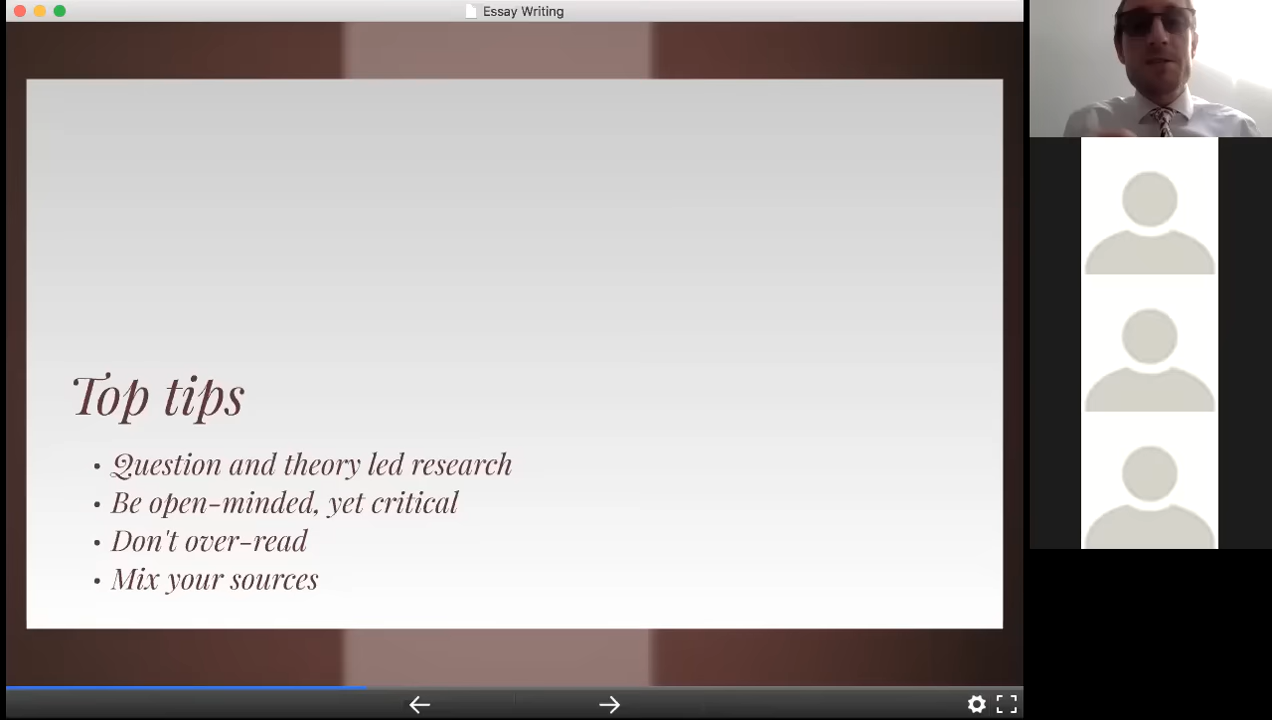 Essay Writing
Top tips
• Question and theory led research
• Be open-minded, yet critical
• Don't over-read
• Mix your sources